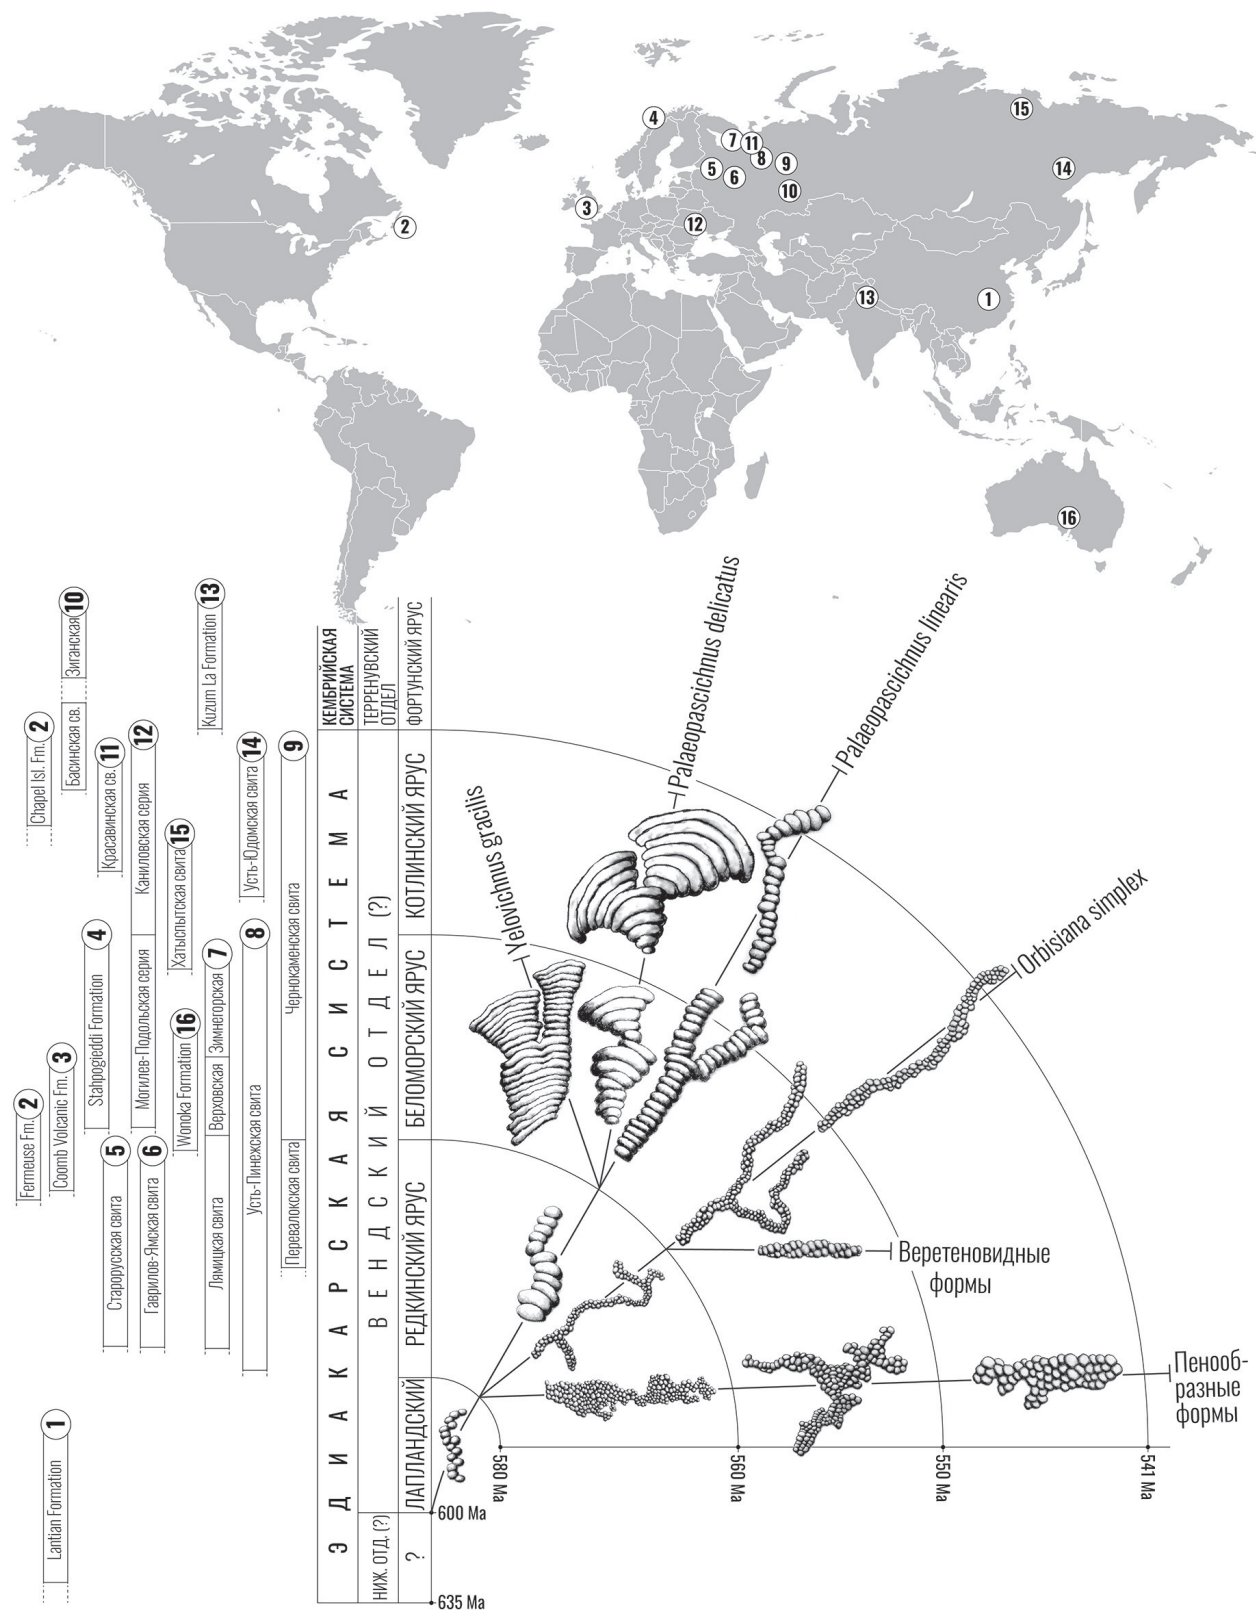 4
15
7
11
8
9
5
6
14
10
3
12
2
13
1
16
Palaeopascichnus delicatus
Palaeopascichnus linearis
Yelovichnus gracilis
Orbisiana simplex
Веретеновидные
формы
Пенооб-
разные
формы
КЕМБРИЙСКАЯ
СИСТЕМА
ТЕРРЕНУВСКИЙ
ОТДЕЛ
ФОРТУНСКИЙ ЯРУС
ЭДИАКАРСКАЯ СИСТЕМА
ВЕНДСКИЙ ОТДЕЛ (?)
НИЖ. ОТД. (?)
КОТЛИНСКИЙ ЯРУС
БЕЛОМОРСКИЙ ЯРУС
РЕДКИНСКИЙ ЯРУС
ЛАПЛАНДСКИЙ
?
580 Ma
560 Ma
550 Ma
541 Ma
600 Ma
635 Ma
Fermeuse Fm. 2
Chapel Isl. Fm. 2
Lantian Formation 1
Coomb Volcanic Fm. 3
Басинская св.
Зиганская 10
Stahpogieddi Formation 4
Красавинская св. 11
Старорусская свита 5
Гаврилов-Ямская свита 6
Могилев-Подольская серия
Каниловская серия 12
Хатыспытская свита 15
Wonoka Formation 16
Kuzum La Formation 13
Лямицкая свита
Верховская
Зимнегорская 7
Усть-Пинежская свита 8
Усть-Юдомская свита 14
Перевалокская свита
Чернокаменская свита
9